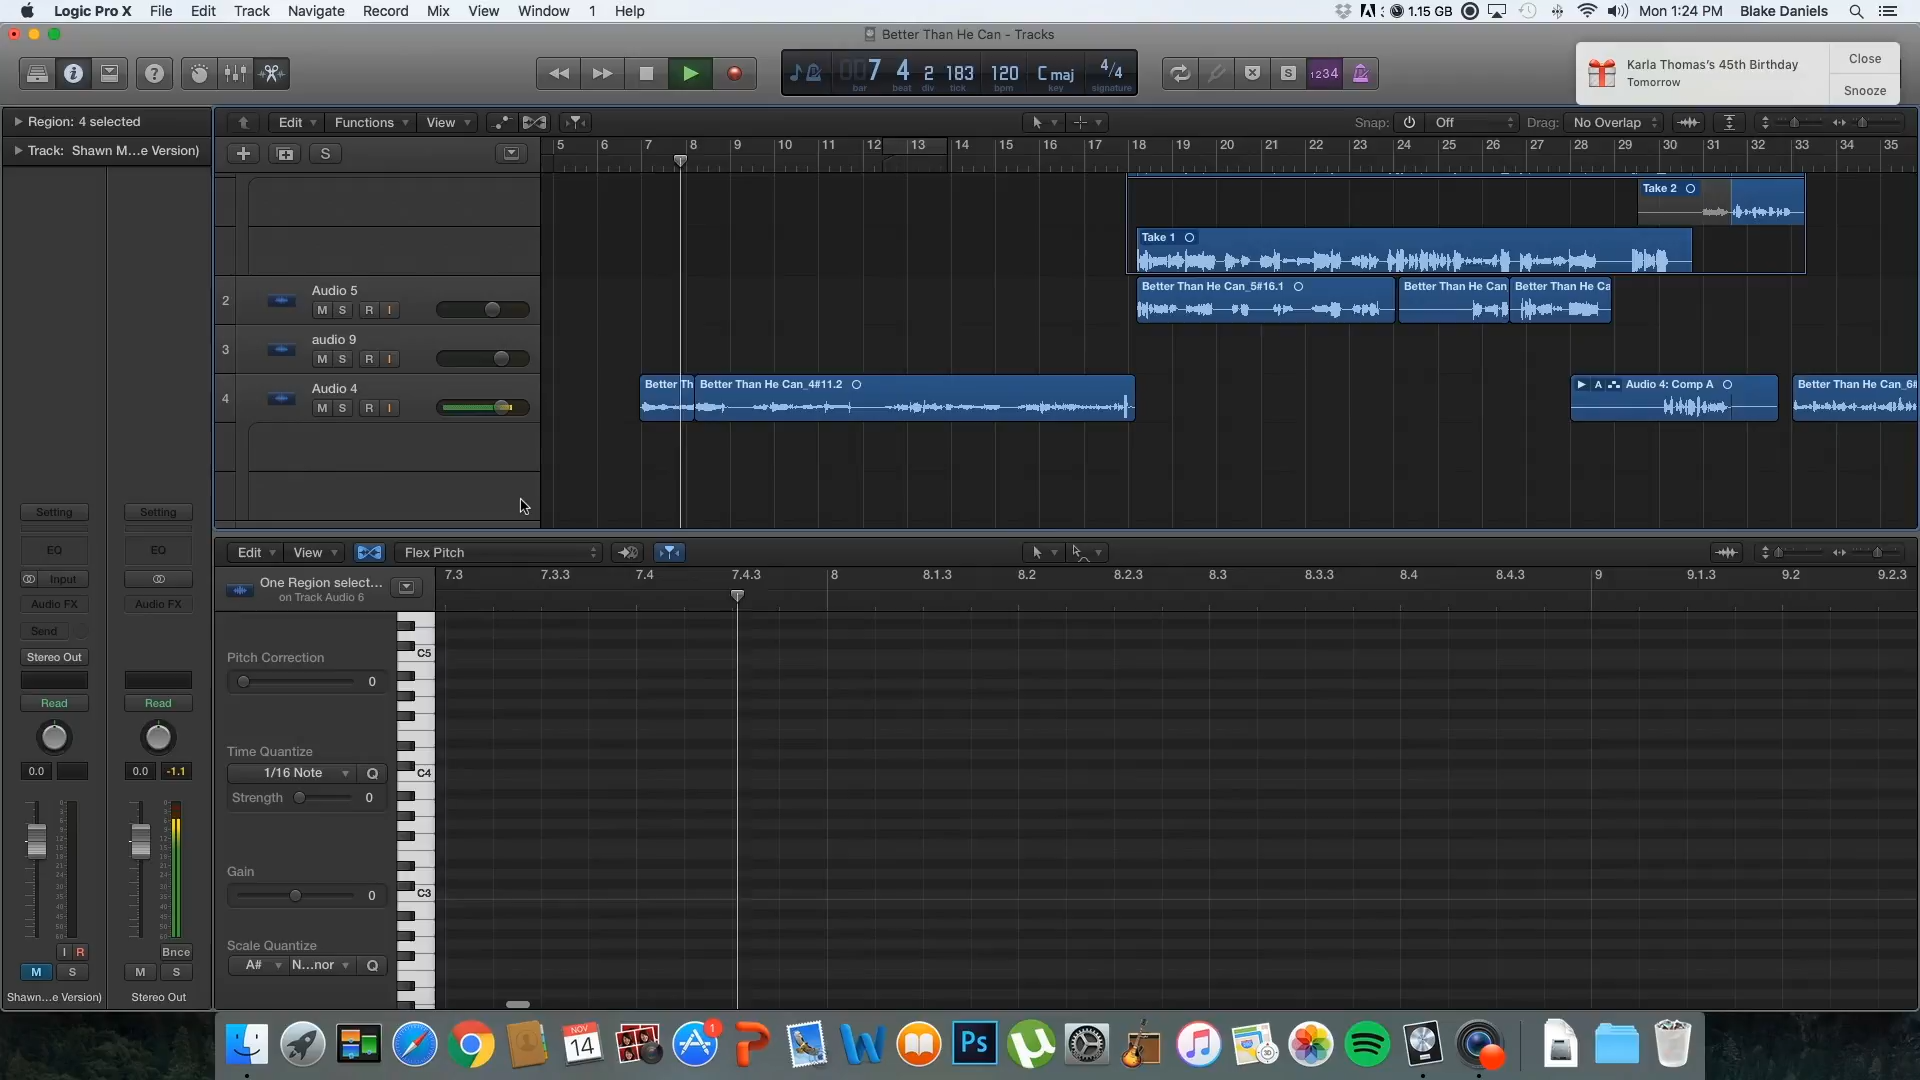 Logic Pro X File Edit Track Navigate Record Mix View Window 1 Help 1.15 GB Mon 1:24 PM Blake Daniels
Better Than He Can - Tracks
7 4 2 183 120 C maj 4/4
bar beat div tick bpm key signature
S 1234
Karla Thomas's 45th Birthday
Tomorrow
Close
Snooze
Region: 4 selected
Edit Functions View Snap: Off Drag: No Overlap
Track: Shawn M...e Version)
S
5 6 7 8 9 10 11 12 13 14 15 16 17 18 19 20 21 22 23 24 25 26 27 28 29 30 31 32 33 34 35
Take 2
Take 1
2 Audio 5
M S R I
Better Than He Can_5#16.1 Better Than He Can Better Than He Ca
3 audio 9
M S R I
4 Audio 4
M S R I
Better Th Better Than He Can_4#11.2 A Audio 4: Comp A Better Than He Can_6#
Setting Setting
EQ EQ
Input
Audio FX Audio FX
Send
Stereo Out
Read Read
0.0 0.0 -1.1
I R Bnce
M S M S
Shawn...e Version) Stereo Out
Edit View Flex Pitch
One Region select...
on Track Audio 6
7.3 7.3.3 7.4 7.4.3 8 8.1.3 8.2 8.2.3 8.3 8.3.3 8.4 8.4.3 9 9.1.3 9.2 9.2.3
C5
Pitch Correction
0
Time Quantize
1/16 Note Q
C4
Strength 0
Gain
0
C3
Scale Quantize
A# N...nor Q
NOV
14
1
P
W
Ps
µ
3D